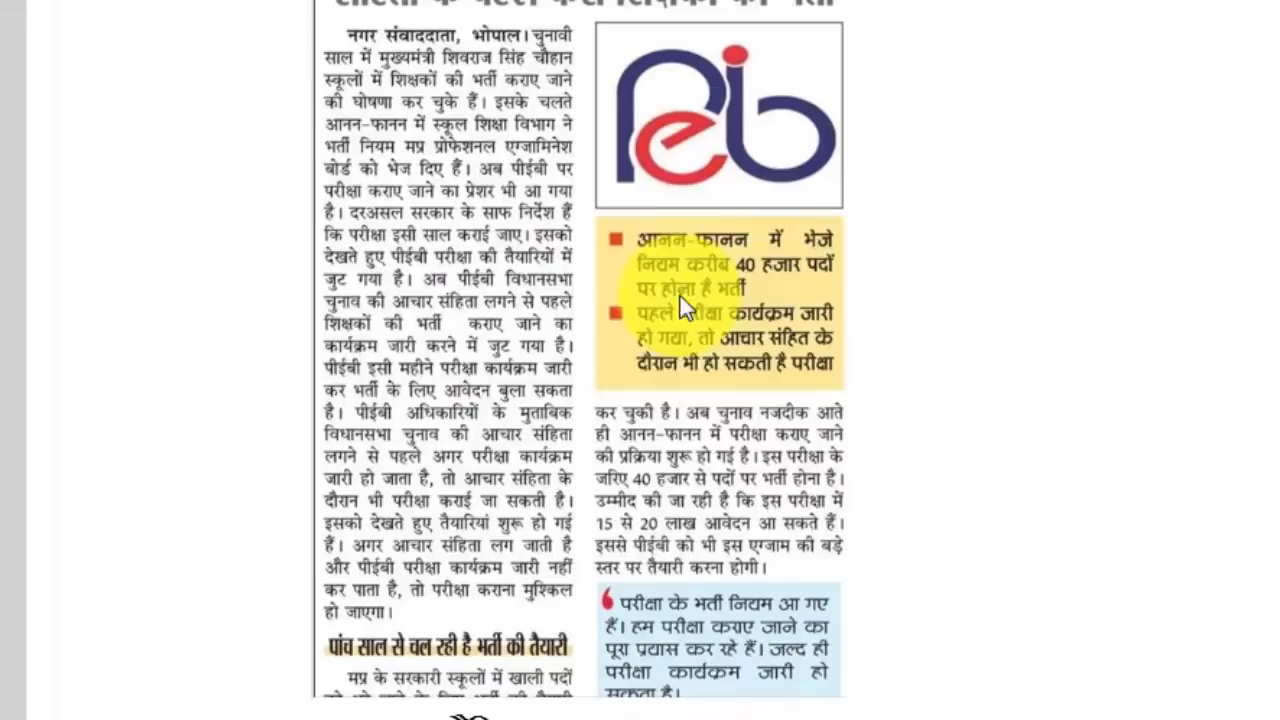 नगर संवाददाता, भोपाल। चुनावी
साल में मुख्यमंत्री शिवराज सिंह चौहान
स्कूलों में शिक्षकों की भर्ती कराए जाने
की घोषणा कर चुके हैं। इसके चलते
आनन-फानन में स्कूल शिक्षा विभाग ने
भर्ती नियम मप्र प्रोफेशनल एग्जामिनेश
बोर्ड को भेज दिए हैं। अब पीईबी पर
परीक्षा कराए जाने का प्रेशर भी आ गया
है। दरअसल सरकार के साफ निर्देश हैं
कि परीक्षा इसी साल कराई जाए। इसको
देखते हुए पीईबी परीक्षा की तैयारियों में
जुट गया है। अब पीईबी विधानसभा
चुनाव की आचार संहिता लगने से पहले
शिक्षकों की भर्ती कराए जाने का
कार्यक्रम जारी करने में जुट गया है।
पीईबी इसी महीने परीक्षा कार्यक्रम जारी
कर भर्ती के लिए आवेदन बुला सकता
है। पीईबी अधिकारियों के मुताबिक
विधानसभा चुनाव की आचार संहिता
लगने से पहले अगर परीक्षा कार्यक्रम
जारी हो जाता है, तो आचार संहिता के
दौरान भी परीक्षा कराई जा सकती है।
इसको देखते हुए तैयारियां शुरू हो गई
हैं। अगर आचार संहिता लग जाती है
और पीईबी परीक्षा कार्यक्रम जारी नहीं
कर पाता है, तो परीक्षा कराना मुश्किल
हो जाएगा।
पांच साल से चल रही है भर्ती की तैयारी
मप्र के सरकारी स्कूलों में खाली पदों
Peb
आनन-फानन में भेजे
नियम करीब 40 हजार पदों
पर होना है भर्ती
पहले परीक्षा कार्यक्रम जारी
हो गया, तो आचार संहित के
दौरान भी हो सकती है परीक्षा
कर चुकी है। अब चुनाव नजदीक आते
ही आनन-फानन में परीक्षा कराए जाने
की प्रक्रिया शुरू हो गई है। इस परीक्षा के
जरिए 40 हजार से पदों पर भर्ती होना है।
उम्मीद की जा रही है कि इस परीक्षा में
15 से 20 लाख आवेदन आ सकते हैं।
इससे पीईबी को भी इस एग्जाम की बड़े
स्तर पर तैयारी करना होगी।
परीक्षा के भर्ती नियम आ गए
हैं। हम परीक्षा कराए जाने का
पूरा प्रयास कर रहे हैं। जल्द ही
परीक्षा कार्यक्रम जारी हो
सकता है।